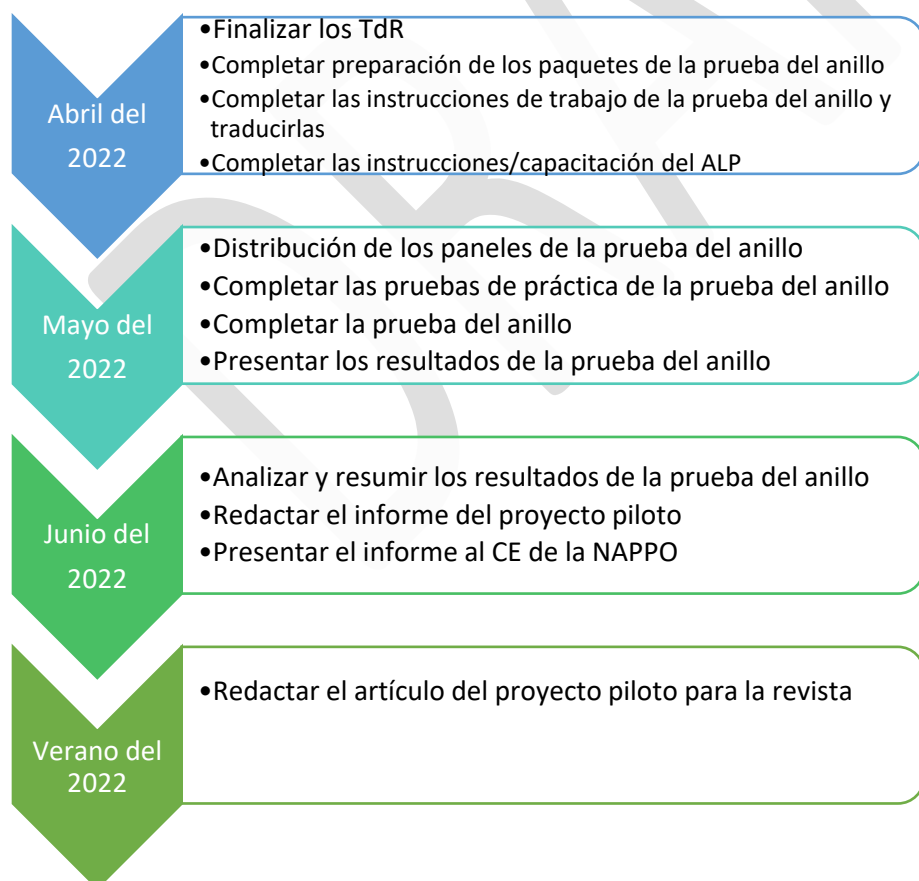 Abril del
2022
•Finalizar los TdR
•Completar preparación de los paquetes de la prueba del anillo
•Completar las instrucciones de trabajo de la prueba del anillo y
traducirlas
•Completar las instrucciones/capacitación del ALP
Mayo del
2022
•Distribución de los paneles de la prueba del anillo
•Completar las pruebas de práctica de la prueba del anillo
•Completar la prueba del anillo
•Presentar los resultados de la prueba del anillo
Junio del
2022
•Analizar y resumir los resultados de la prueba del anillo
•Redactar el informe del proyecto piloto
•Presentar el informe al CE de la NAPPO
Verano del
2022
•Redactar el artículo del proyecto piloto para la revista